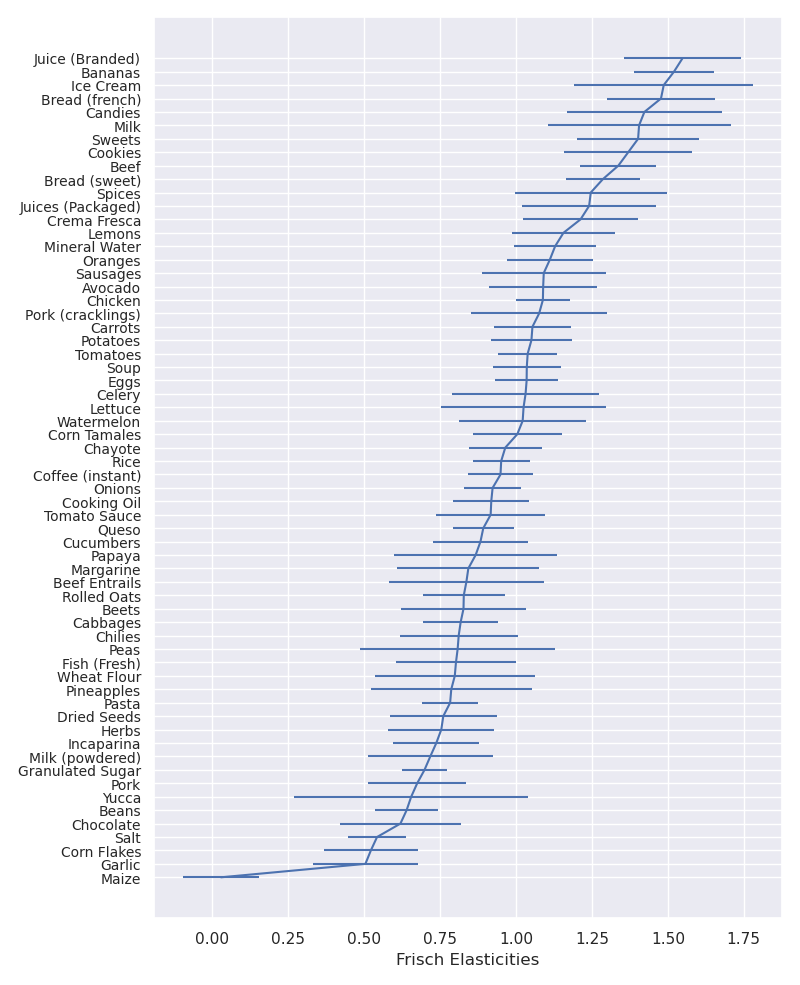 Juice (Branded)
Bananas
Ice Cream
Bread (french)
Candies
Milk
Sweets
Cookies
Beef
Bread (sweet)
Spices
Juices (Packaged)
Crema Fresca
Lemons
Mineral Water
Oranges
Sausages
Avocado
Chicken
Pork (cracklings)
Carrots
Potatoes
Tomatoes
Soup
Eggs
Celery
Lettuce
Watermelon
Corn Tamales
Chayote
Rice
Coffee (instant)
Onions
Cooking Oil
Tomato Sauce
Queso
Cucumbers
Papaya
Margarine
Beef Entrails
Rolled Oats
Beets
Cabbages
Chilies
Peas
Fish (Fresh)
Wheat Flour
Pineapples
Pasta
Dried Seeds
Herbs
Incaparina
Milk (powdered)
Granulated Sugar
Pork
Yucca
Beans
Chocolate
Salt
Corn Flakes
Garlic
Maize
0.00 0.25 0.50 0.75 1.00 1.25 1.50 1.75
Frisch Elasticities